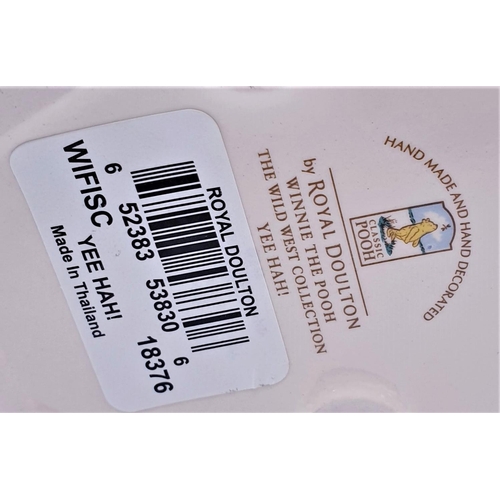 ROYAL DOULTON
6 52383 53830 6
18376
WIFISC YEE HAH!
Made In Thailand
HAND MADE AND HAND DECORATED
CLASSIC
POOH
by ROYAL DOULTON
WINNIE THE POOH
THE WILD WEST COLLECTION
YEE HAH!